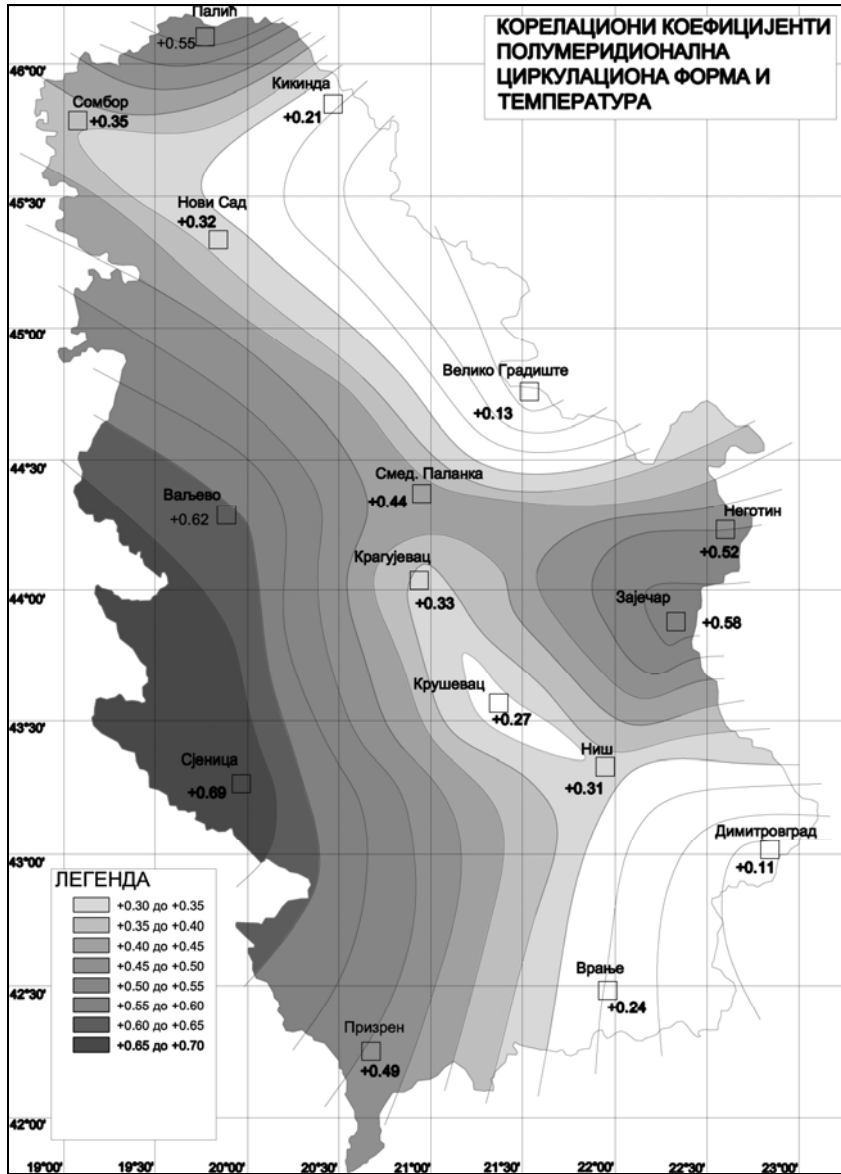 КОРЕЛАЦИОНИ КОЕФИЦИЈЕНТИ
ПОЛУМЕРИДИОНАЛНА
ЦИРКУЛАЦИОНА ФОРМА И
ТЕМПЕРАТУРА
Палић
+0.55
46°00'
Кикинда
+0.21
Сомбор
+0.35
45°30'
Нови Сад
+0.32
45°00'
Велико Градиште
+0.13
44°30'
Смед. Паланка
+0.44
Ваљево
+0.62
Неготин
+0.52
Крагујевац
+0.33
44°00'
Зајечар
+0.58
Крушевац
+0.27
43°30'
Ниш
+0.31
Сјеница
+0.69
Димитровград
+0.11
43°00'
ЛЕГЕНДА
+0.30 до +0.35
+0.35 до +0.40
+0.40 до +0.45
+0.45 до +0.50
+0.50 до +0.55
+0.55 до +0.60
+0.60 до +0.65
+0.65 до +0.70
Врање
+0.24
42°30'
Призрен
+0.49
42°00'
19°00' 19°30' 20°00' 20°30' 21°00' 21°30' 22°00' 22°30' 23°00'